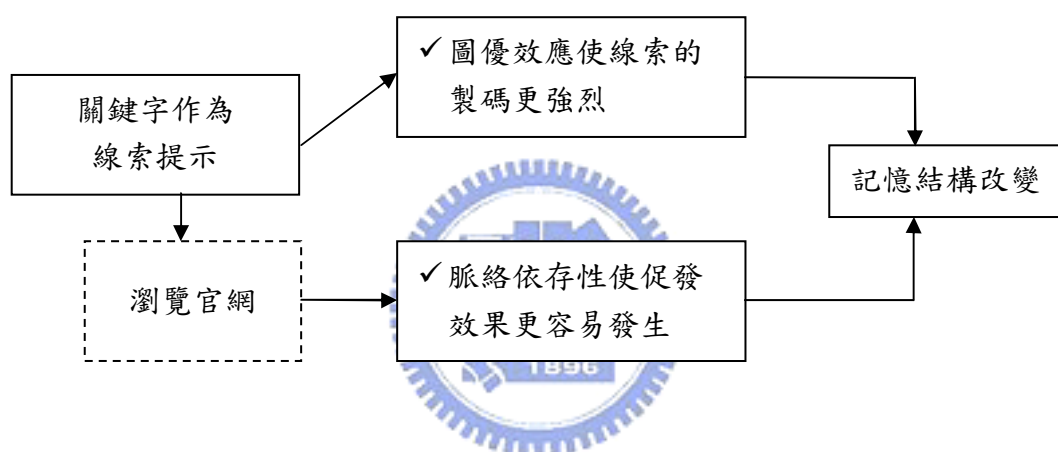 關鍵字作為
線索提示
✓圖優效應使線索的
製碼更強烈
記憶結構改變
瀏覽官網
✓脈絡依存性使促發
效果更容易發生
1896